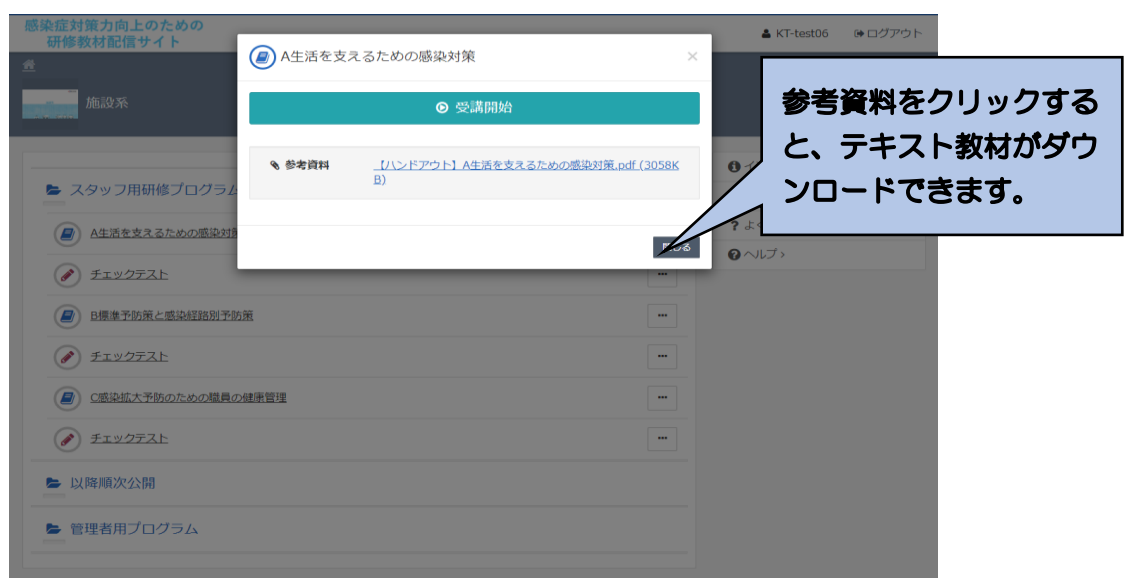 感染症対策力向上のための
研修教材配信サイト
KT-test06 ログアウト
施設系
A生活を支えるための感染対策
×
受講開始
参考資料
【ハンドアウト】A生活を支えるための感染対策.pdf (3058K
B)
閉じる
参考資料をクリックする
と、テキスト教材がダウ
ンロードできます。
スタッフ用研修プログラム
A生活を支えるための感染対策
チェックテスト
B標準予防策と感染経路別予防策
チェックテスト
C感染拡大予防のための職員の健康管理
チェックテスト
以降順次公開
管理者用プログラム
ヘルプ ›